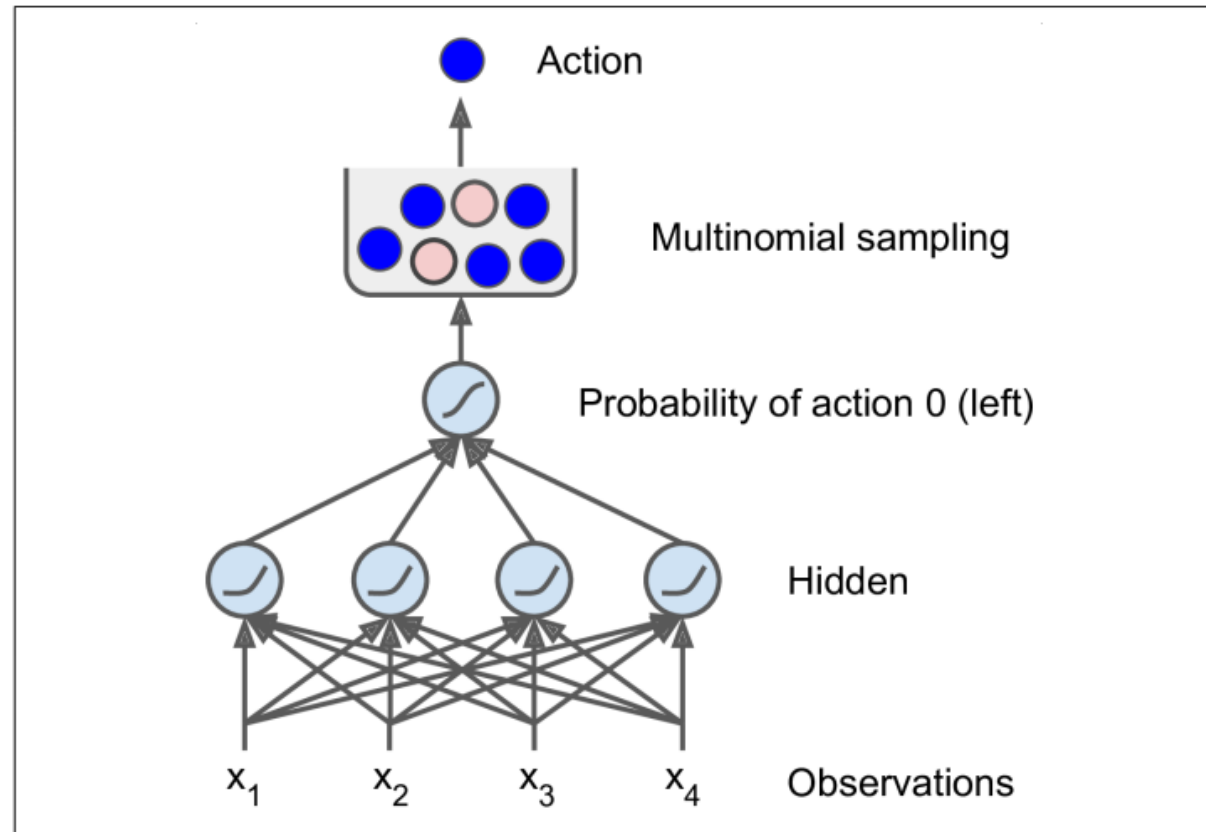 Action
Multinomial sampling
Probability of action 0 (left)
Hidden
x1 x2 x3 x4 Observations